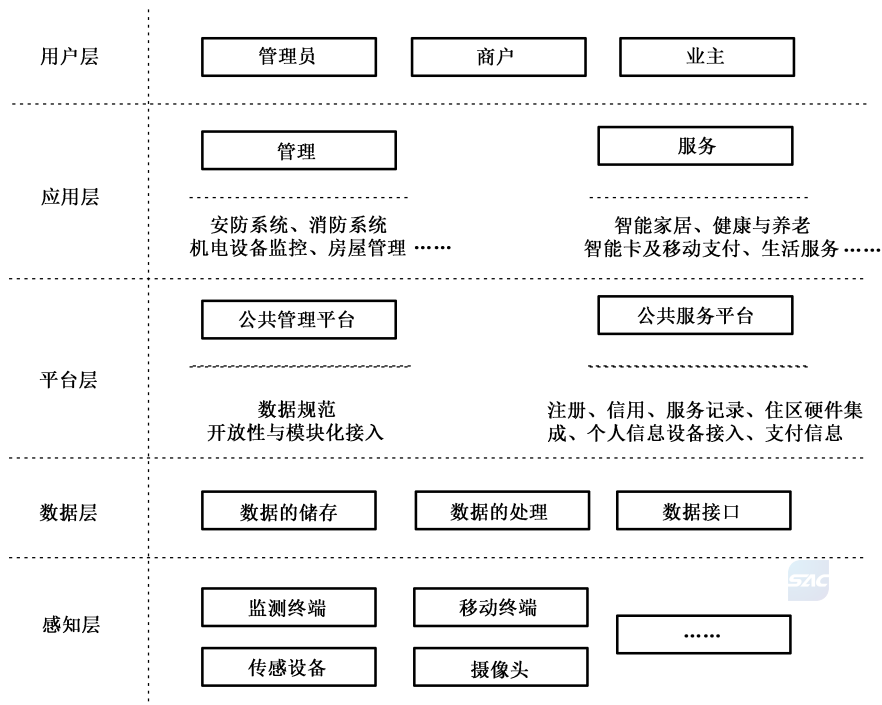 用户层
管理员
商户
业主
应用层
管理
服务
安防系统、消防系统
机电设备监控、房屋管理 ……
智能家居、健康与养老
智能卡及移动支付、生活服务 ……
平台层
公共管理平台
公共服务平台
数据规范
开放性与模块化接入
注册、信用、服务记录、住区硬件集
成、个人信息设备接入、支付信息
数据层
数据的储存
数据的处理
数据接口
感知层
监测终端
移动终端
……
传感设备
摄像头
SAC